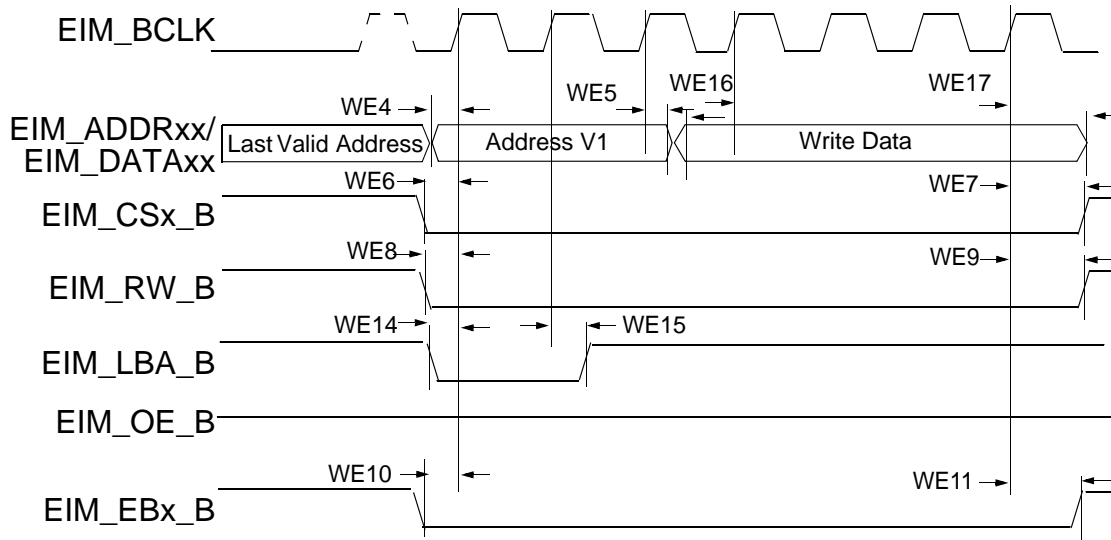 EIM_BCLK
WE4 WE5 WE16 WE17
EIM_ADDRxx/
EIM_DATAxx
Last Valid Address Address V1 Write Data
WE6 WE7
EIM_CSx_B
WE8 WE9
EIM_RW_B
WE14 WE15
EIM_LBA_B
EIM_OE_B
WE10 WE11
EIM_EBx_B